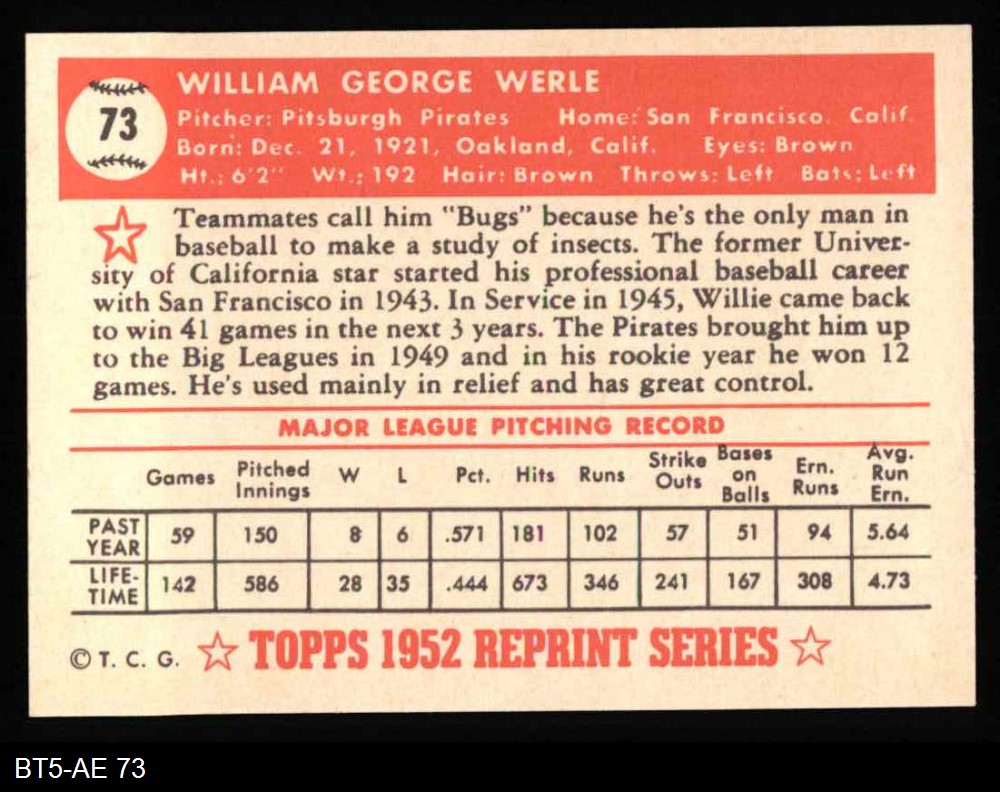 73
WILLIAM GEORGE WERLE
Pitcher: Pitsburgh Pirates Home: San Francisco, Calif.
Born: Dec. 21, 1921, Oakland, Calif. Eyes: Brown
Ht.: 6'2" Wt.: 192 Hair: Brown Throws: Left Bats: Left
Teammates call him "Bugs" because he's the only man in
baseball to make a study of insects. The former Univer-
sity of California star started his professional baseball career
with San Francisco in 1943. In Service in 1945, Willie came back
to win 41 games in the next 3 years. The Pirates brought him up
to the Big Leagues in 1949 and in his rookie year he won 12
games. He's used mainly in relief and has great control.
MAJOR LEAGUE PITCHING RECORD
Games Pitched Innings W L Pct. Hits Runs Strike Outs Bases on Balls Ern. Runs Avg. Run Ern.
PAST YEAR 59 150 8 6 .571 181 102 57 51 94 5.64
LIFE-TIME 142 586 28 35 .444 673 346 241 167 308 4.73
© T. C. G. TOPPS 1952 REPRINT SERIES
BT5-AE 73